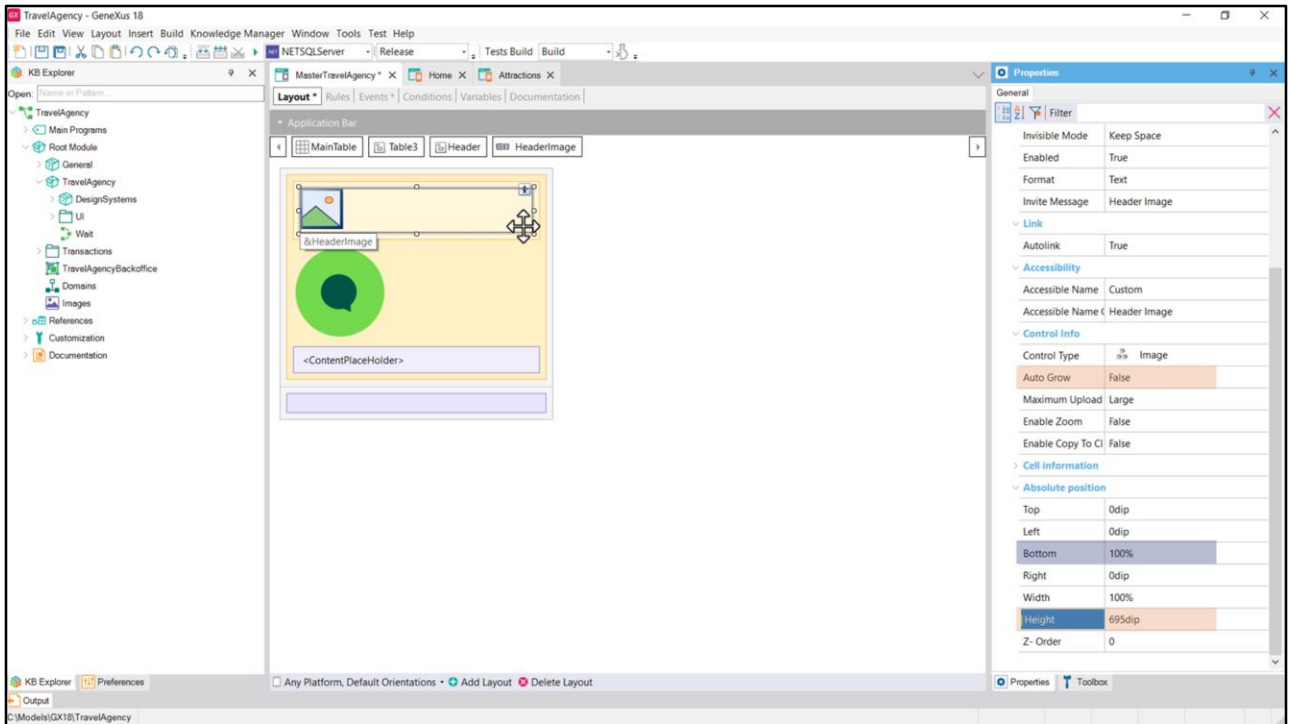 TravelAgency - GeneXus 18
File Edit View Layout Insert Build Knowledge Manager Window Tools Test Help
NETSQLServer Release Tests Build Build
KB Explorer
Open: Name or Pattern...
TravelAgency
Main Programs
Root Module
General
TravelAgency
DesignSystems
UI
Wait
Transactions
TravelAgencyBackoffice
Domains
Images
References
Customization
Documentation
MasterTravelAgency * X Home X Attractions X
Layout * Rules Events * Conditions Variables Documentation
Application Bar
MainTable Table3 Header HeaderImage
&HeaderImage
<ContentPlaceHolder>
Any Platform, Default Orientations • Add Layout Delete Layout
Properties
General
Filter
Invisible Mode Keep Space
Enabled True
Format Text
Invite Message Header Image
Link
Autolink True
Accessibility
Accessible Name Custom
Accessible Name ( Header Image
Control Info
Control Type Image
Auto Grow False
Maximum Upload Large
Enable Zoom False
Enable Copy To Cl False
Cell information
Absolute position
Top 0dip
Left 0dip
Bottom 100%
Right 0dip
Width 100%
Height 695dip
Z- Order 0
Properties Toolbox
KB Explorer Preferences
Output
C:\Models\GX18\TravelAgency